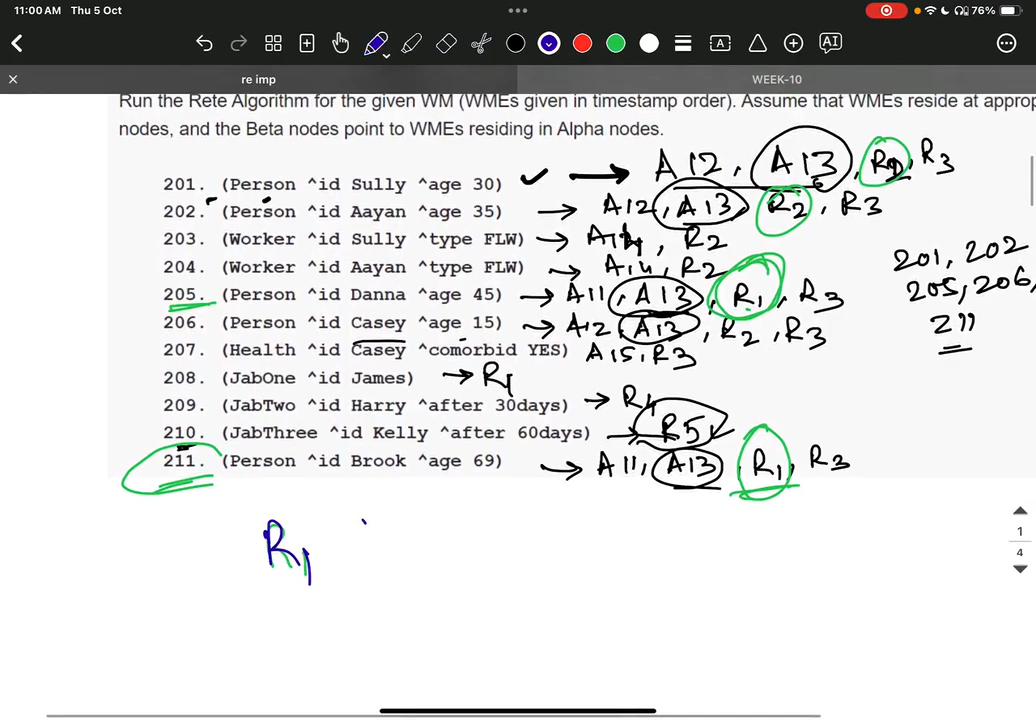 11:00 AM Thu 5 Oct
76%
A
AI
re imp
WEEK-10
Run the Rete Algorithm for the given WM (WMEs given in timestamp order). Assume that WMEs reside at appro
nodes, and the Beta nodes point to WMEs residing in Alpha nodes.
201. (Person ^id Sully ^age 30) ✓ → A12, A13, R2, R3
202. (Person ^id Aayan ^age 35) → A12, A13, R2, R3
203. (Worker ^id Sully ^type FLW) → A14, R2
204. (Worker ^id Aayan ^type FLW) → A14, R2
201, 202
205. (Person ^id Danna ^age 45) → A11, A13, R1, R3
205, 206,
206. (Person ^id Casey ^age 15) → A12, A13, R2, R3
211
207. (Health ^id Casey ^comorbid YES) A15, R3
208. (JabOne ^id James) → R4
209. (JabTwo ^id Harry ^after 30days) → R4
210. (JabThree ^id Kelly ^after 60days) → R5
211. (Person ^id Brook ^age 69) → A11, A13, R1, R3
R1
1
4